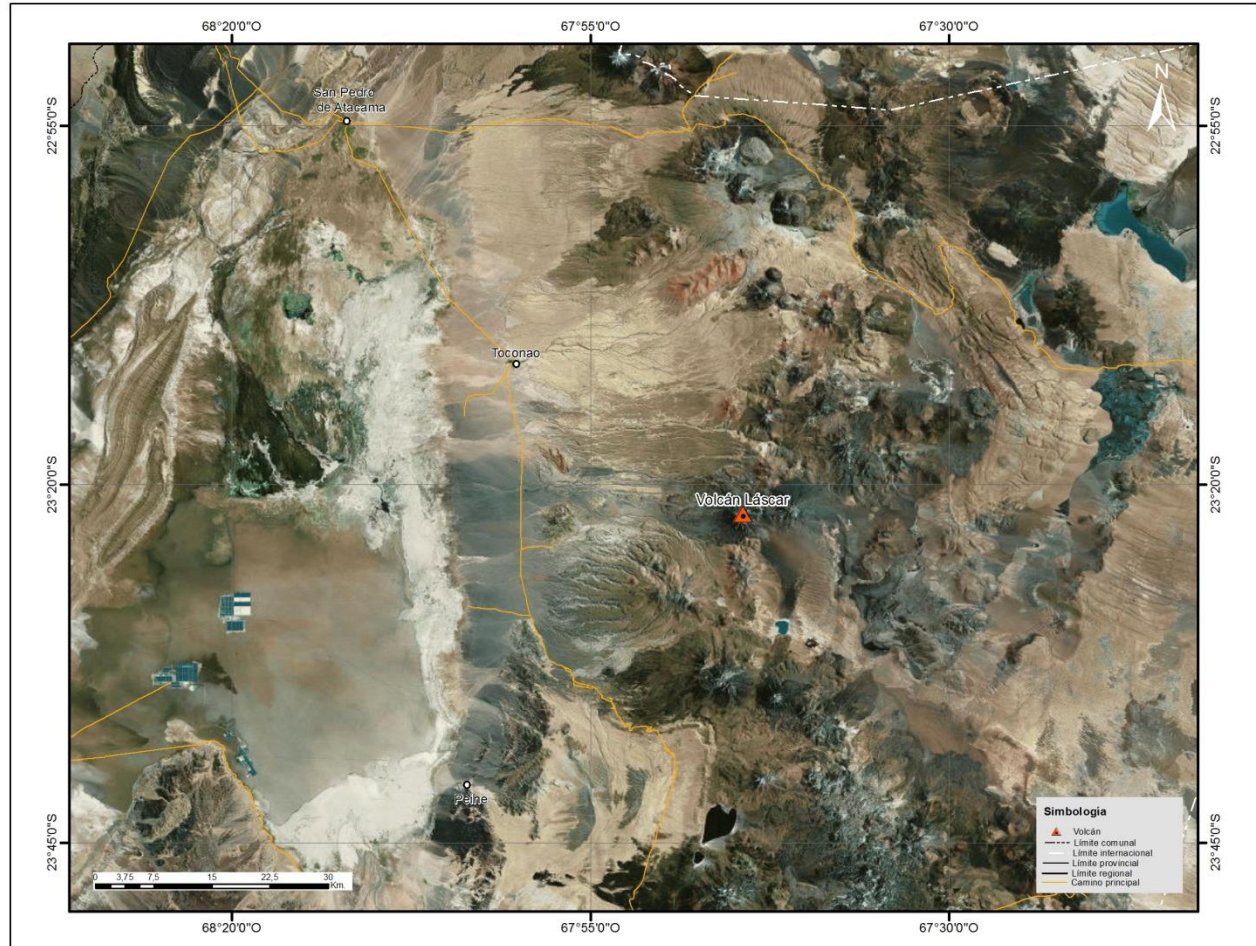 68°20'0"O
67°55'0"O
67°30'0"O
N
San Pedro
de Atacama
22°55'0"S
22°55'0"S
Toconao
23°20'0"S
23°20'0"S
Volcán Láscar
Peine
23°45'0"S
23°45'0"S
Simbología
Volcán
Límite comunal
Límite internacional
Límite provincial
Límite regional
Camino principal
0 3,75 7,5 15 22,5 30
Km.
68°20'0"O
67°55'0"O
67°30'0"O